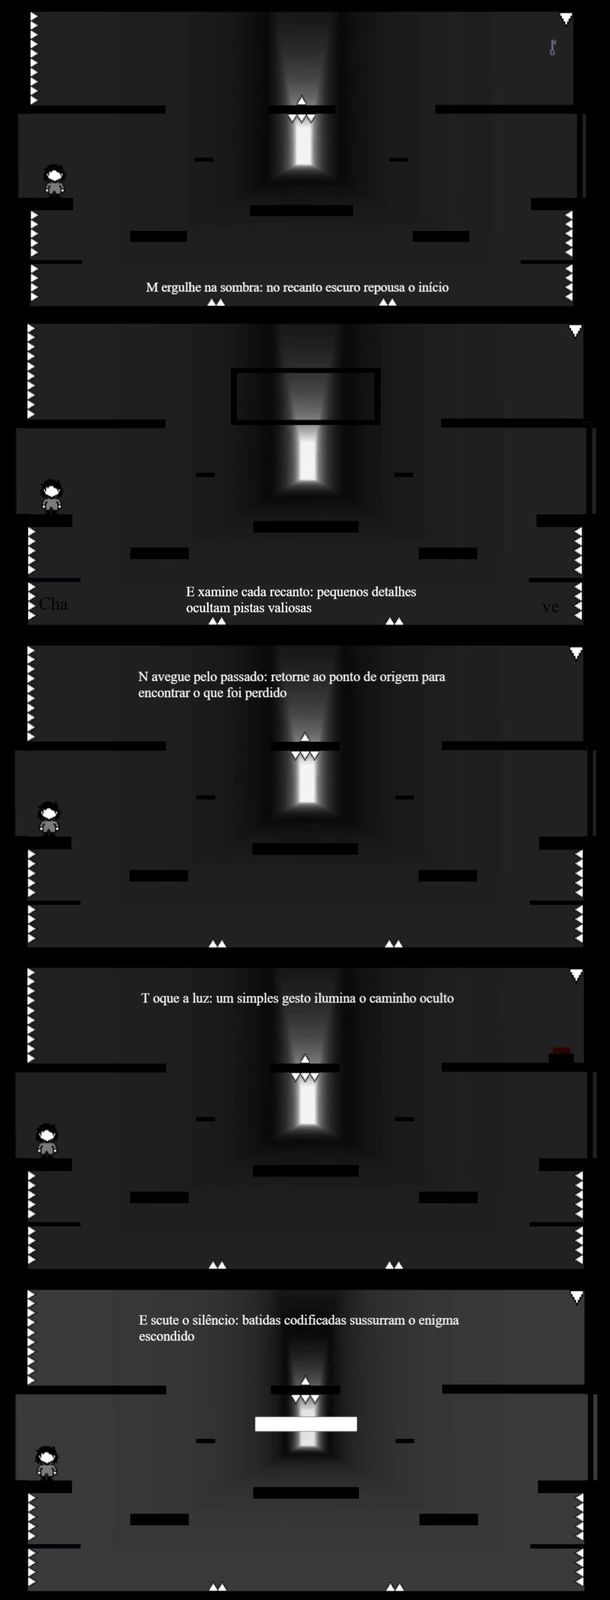 M ergulhe na sombra: no recanto escuro repousa o início
E xamine cada recanto: pequenos detalhes
ocultam pistas valiosas
Cha
ve
N avegue pelo passado: retorne ao ponto de origem para
encontrar o que foi perdido
T oque a luz: um simples gesto ilumina o caminho oculto
E scute o silêncio: batidas codificadas sussurram o enigma
escondido